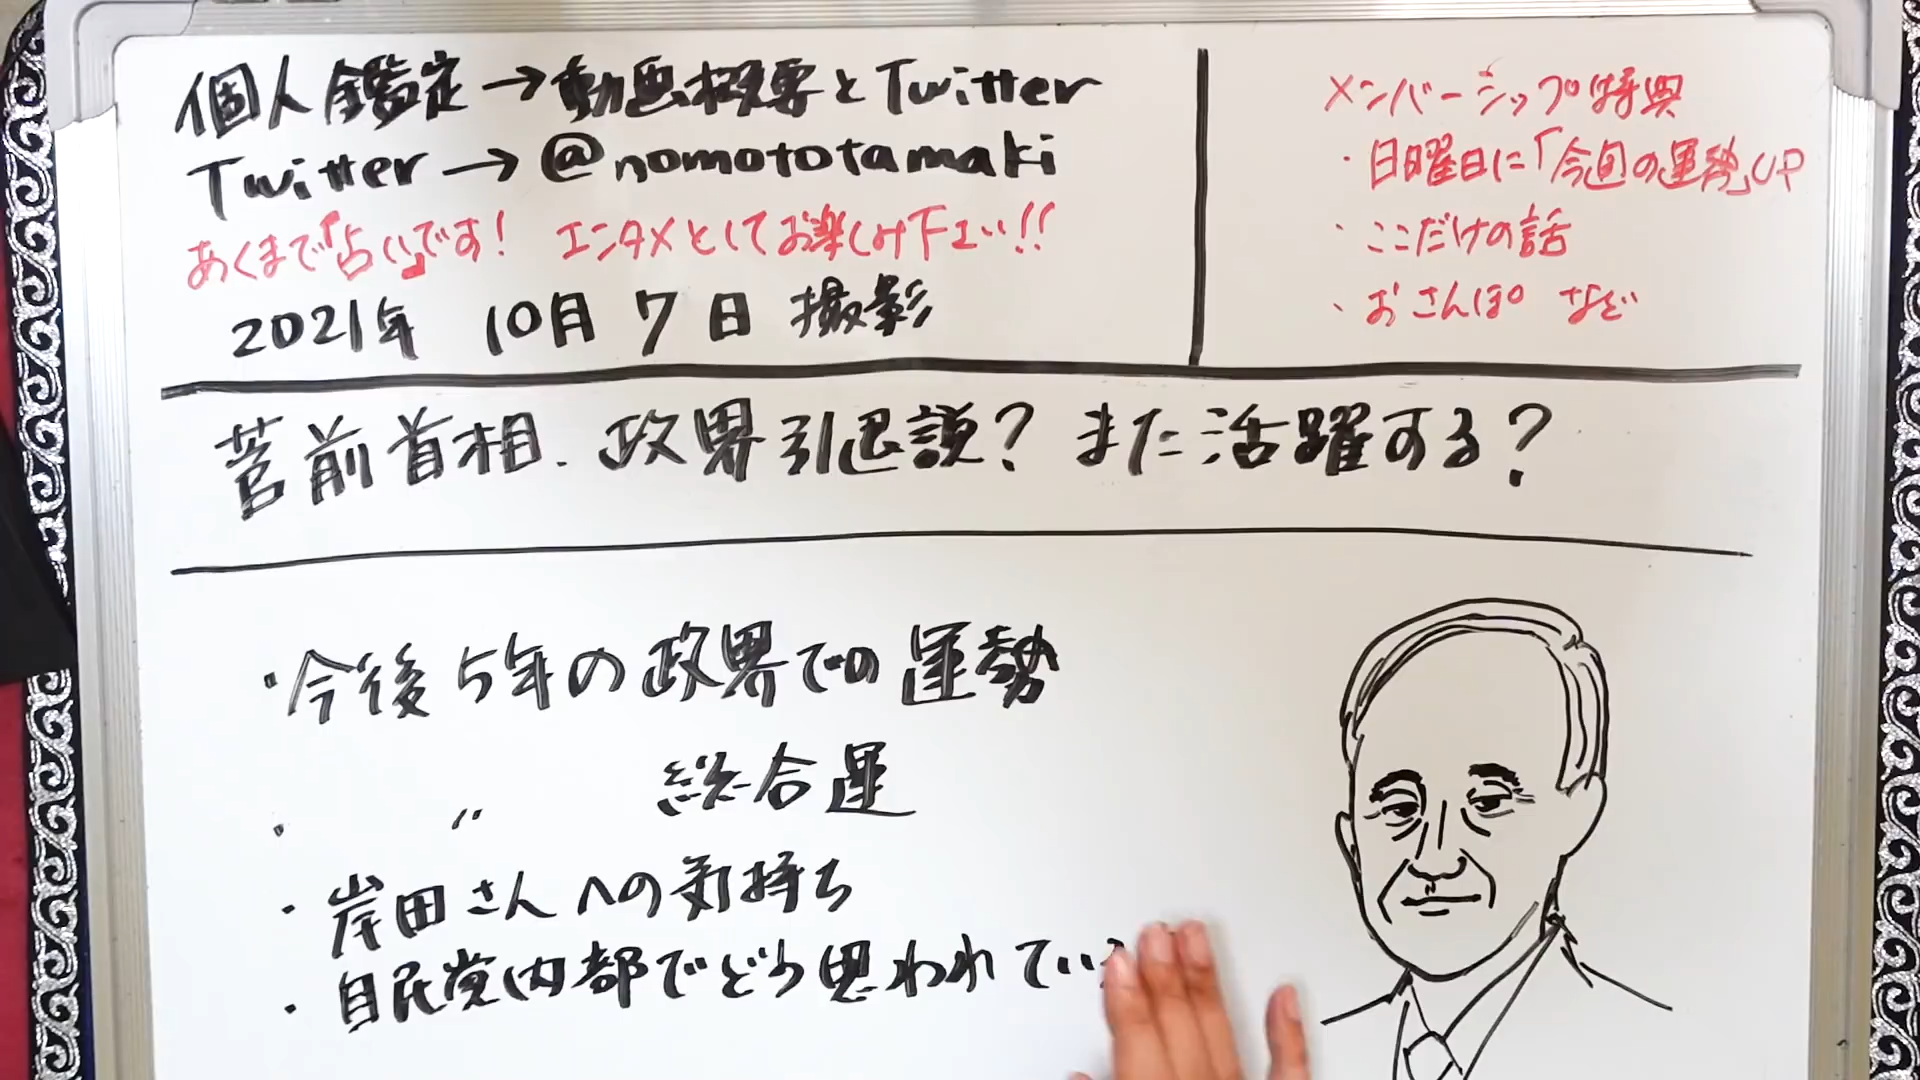 個人鑑定→動画概要とTwitter
Twitter→@nomototamaki
あくまで「占い」です! エンタメとしてお楽しみ下さい!!
2021年 10月 7日 撮影
メンバーシップ特典
・日曜日に「今週の運勢」UP
・ここだけの話
・おさんぽ など
菅前首相、政界引退説? また活躍する?
・今後5年の政界での運勢
・ 〃 総合運
・岸田さんへの気持ち
・自民党内部でどう思われてい